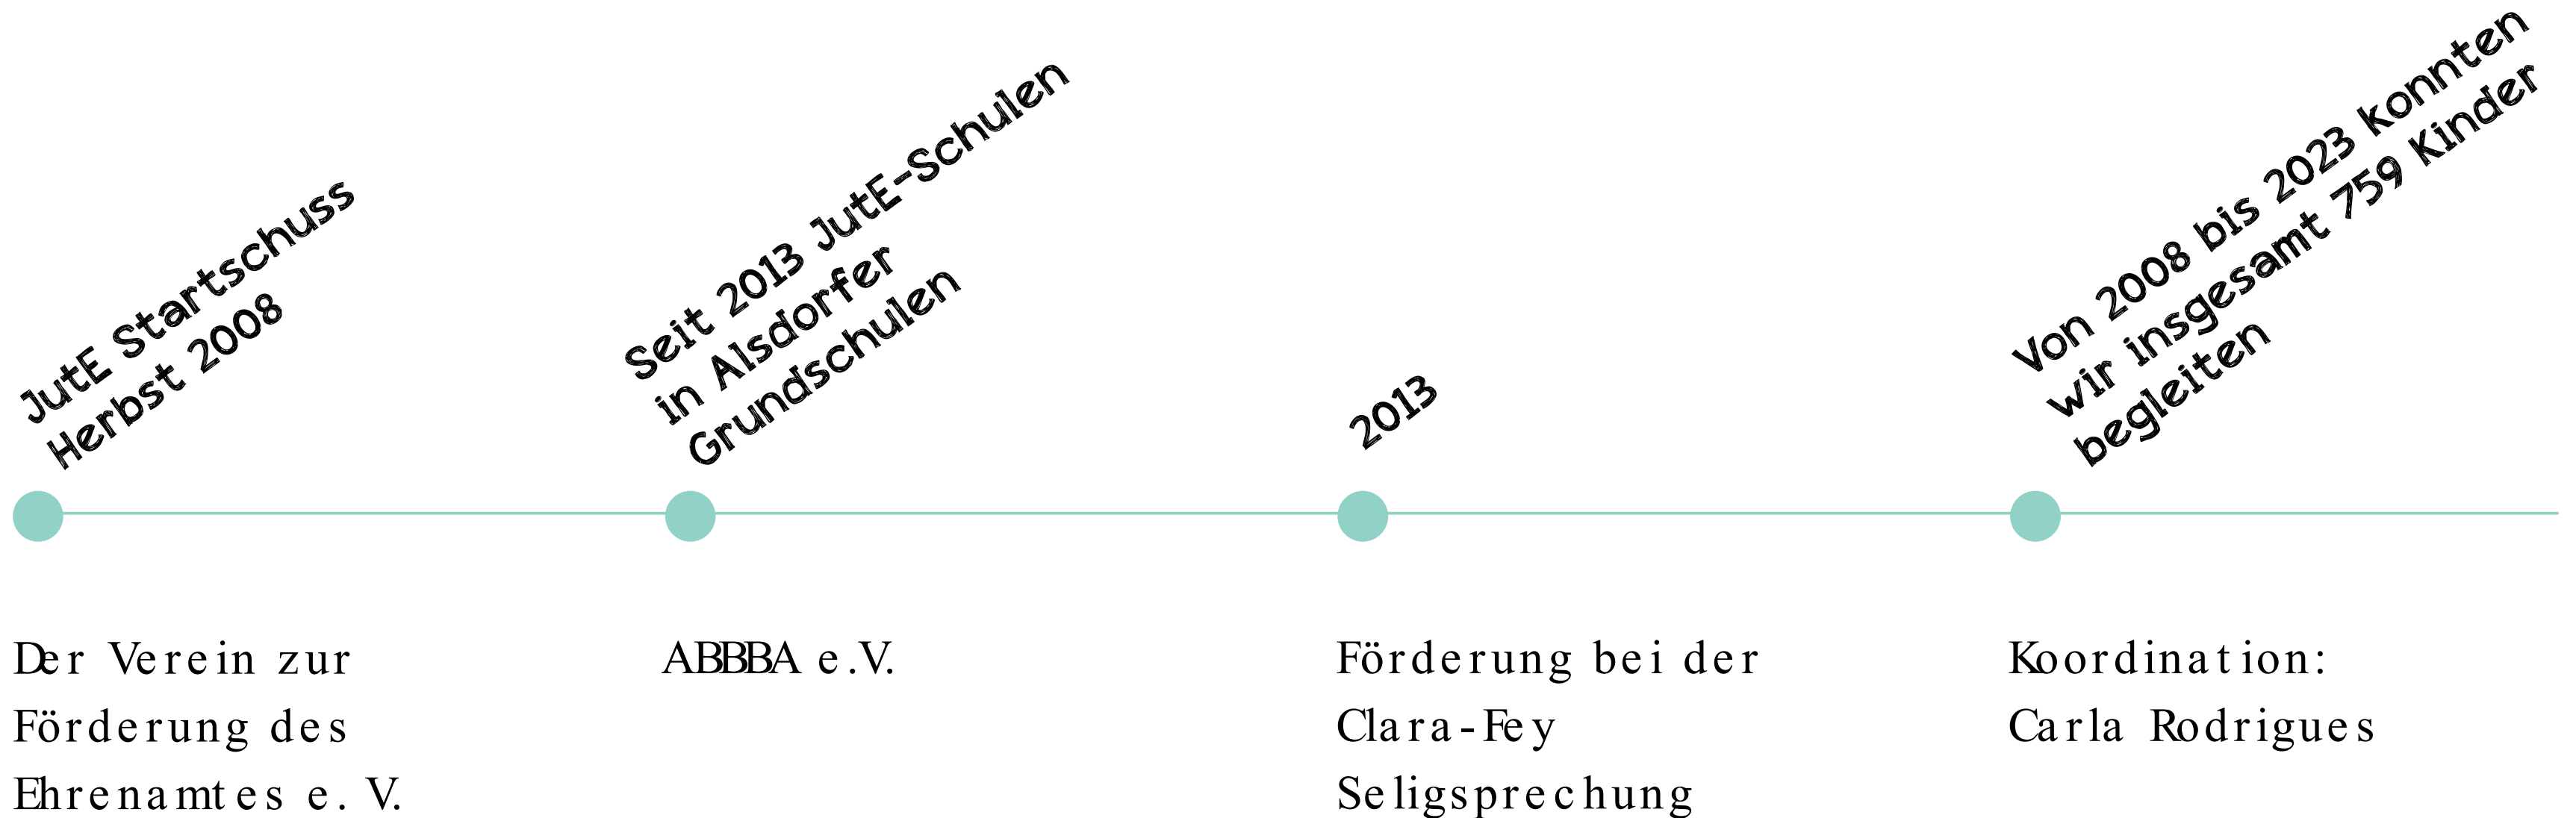 JutE Startschuss
Herbst 2008
Seit 2013 JutE-Schulen
in Alsdorfer
Grundschulen
2013
Von 2008 bis 2023 konnten
wir insgesamt 759 Kinder
begleiten
Der Verein zur
Förderung des
Ehrenamtes e. V.
ABBBA e.V.
Förderung bei der
Clara-Fey
Seligsprechung
Koordination:
Carla Rodrigues